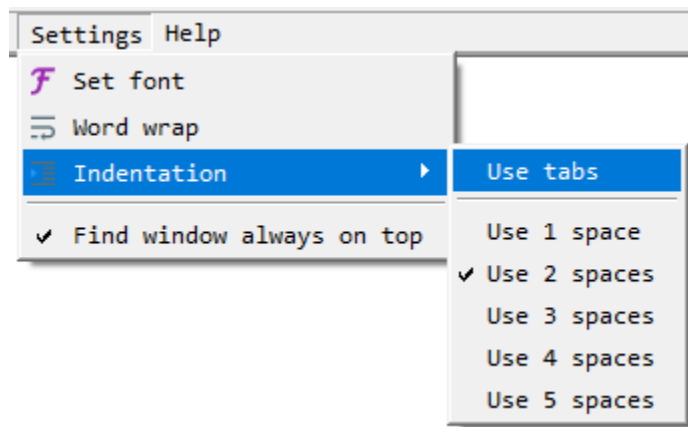 Settings Help
Set font
Word wrap
Indentation
Find window always on top
Use tabs
Use 1 space
Use 2 spaces
Use 3 spaces
Use 4 spaces
Use 5 spaces